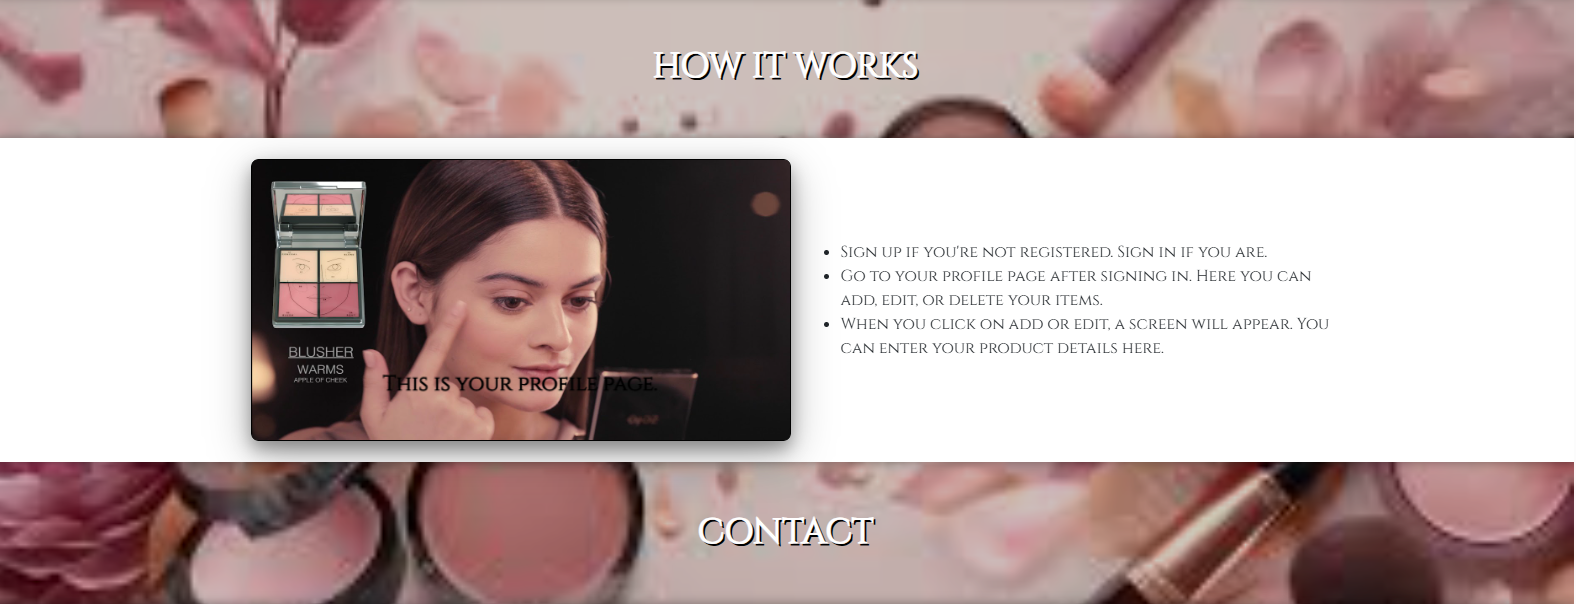 HOW IT WORKS
BLUSHER
WARMS
APPLE OF CHEEK
This is your profile page.
Sign up if you're not registered. Sign in if you are.
Go to your profile page after signing in. Here you can
add, edit, or delete your items.
When you click on add or edit, a screen will appear. You
can enter your product details here.
CONTACT